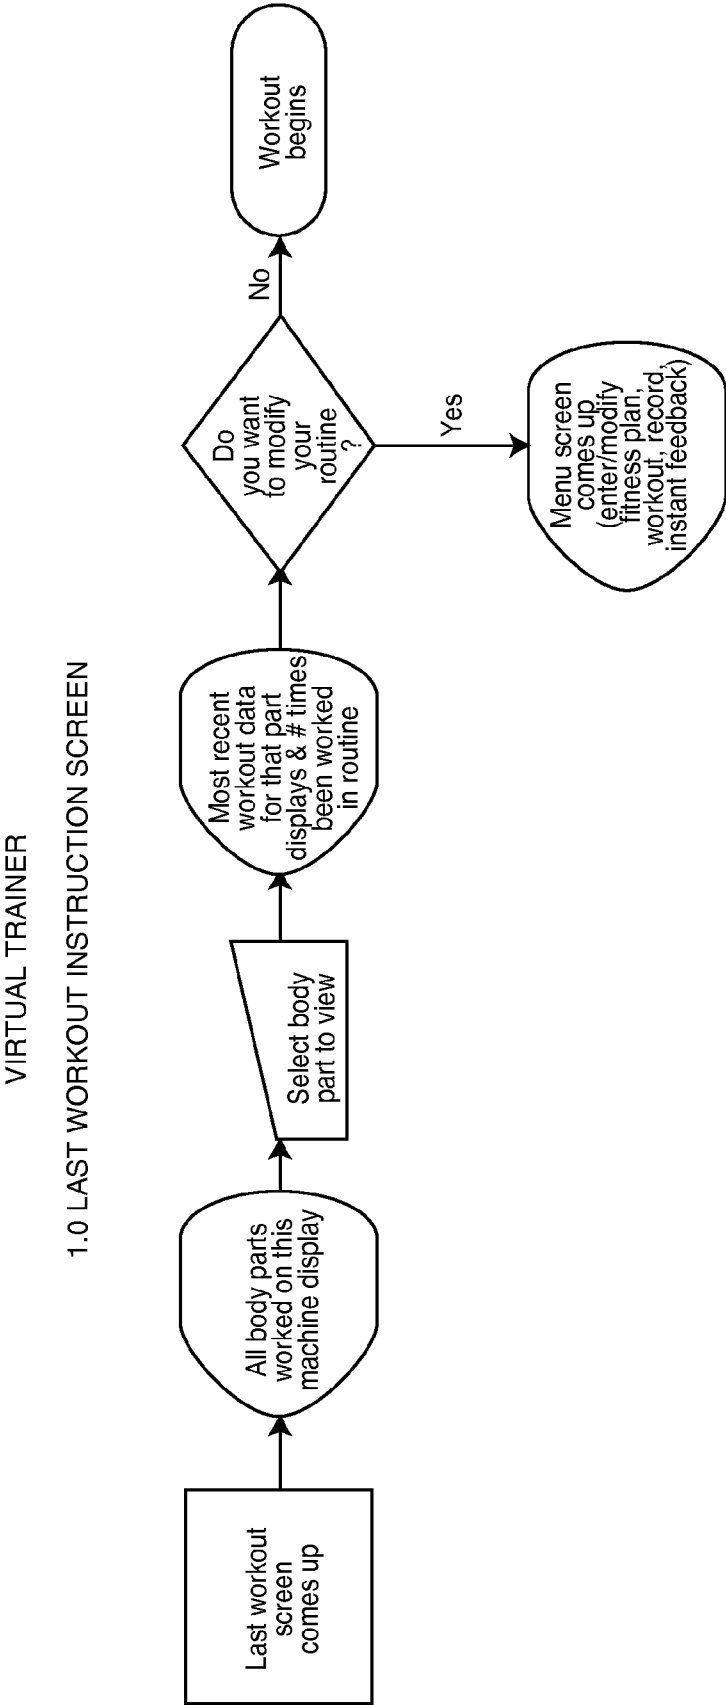 VIRTUAL TRAINER
1.0 LAST WORKOUT INSTRUCTION SCREEN
Last workout
screen
comes up
All body parts
worked on this
machine display
Select body
part to view
Most recent
workout data
for that part
displays & # times
been worked
in routine
Do
you want
to modify
your
routine
?
No
Workout
begins
Yes
Menu screen
comes up
(enter/modify
fitness plan,
workout, record,
instant feedback)